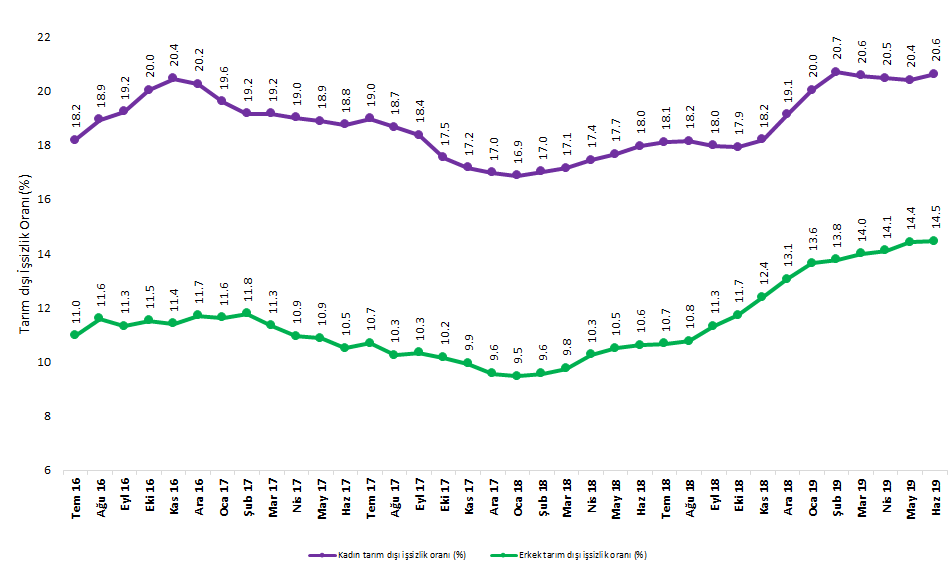 22
20
18
16
14
12
10
8
6
Tarım dışı İşsizlik Oranı (%)
18.2 18.9 19.2 20.0 20.4 20.2 19.6 19.2 19.2 19.0 18.9 18.8 19.0 18.7 18.4 17.5 17.2 17.0 16.9 17.0 17.1 17.4 17.7 18.0 18.1 18.2 18.0 17.9 18.2 19.1 20.0 20.7 20.6 20.5 20.4 20.6
11.0 11.6 11.3 11.5 11.4 11.7 11.6 11.8 11.3 10.9 10.9 10.5 10.7 10.3 10.3 10.2 9.9 9.6 9.5 9.6 9.8 10.3 10.5 10.6 10.7 10.8 11.3 11.7 12.4 13.1 13.6 13.8 14.0 14.1 14.4 14.5
Tem 16 Ağu 16 Eyl 16 Eki 16 Kas 16 Ara 16 Oca 17 Şub 17 Mar 17 Nis 17 May 17 Haz 17 Tem 17 Ağu 17 Eyl 17 Eki 17 Kas 17 Ara 17 Oca 18 Şub 18 Mar 18 Nis 18 May 18 Haz 18 Tem 18 Ağu 18 Eyl 18 Eki 18 Kas 18 Ara 18 Oca 19 Şub 19 Mar 19 Nis 19 May 19 Haz 19
Kadın tarım dışı işsizlik oranı (%) Erkek tarım dışı işsizlik oranı (%)